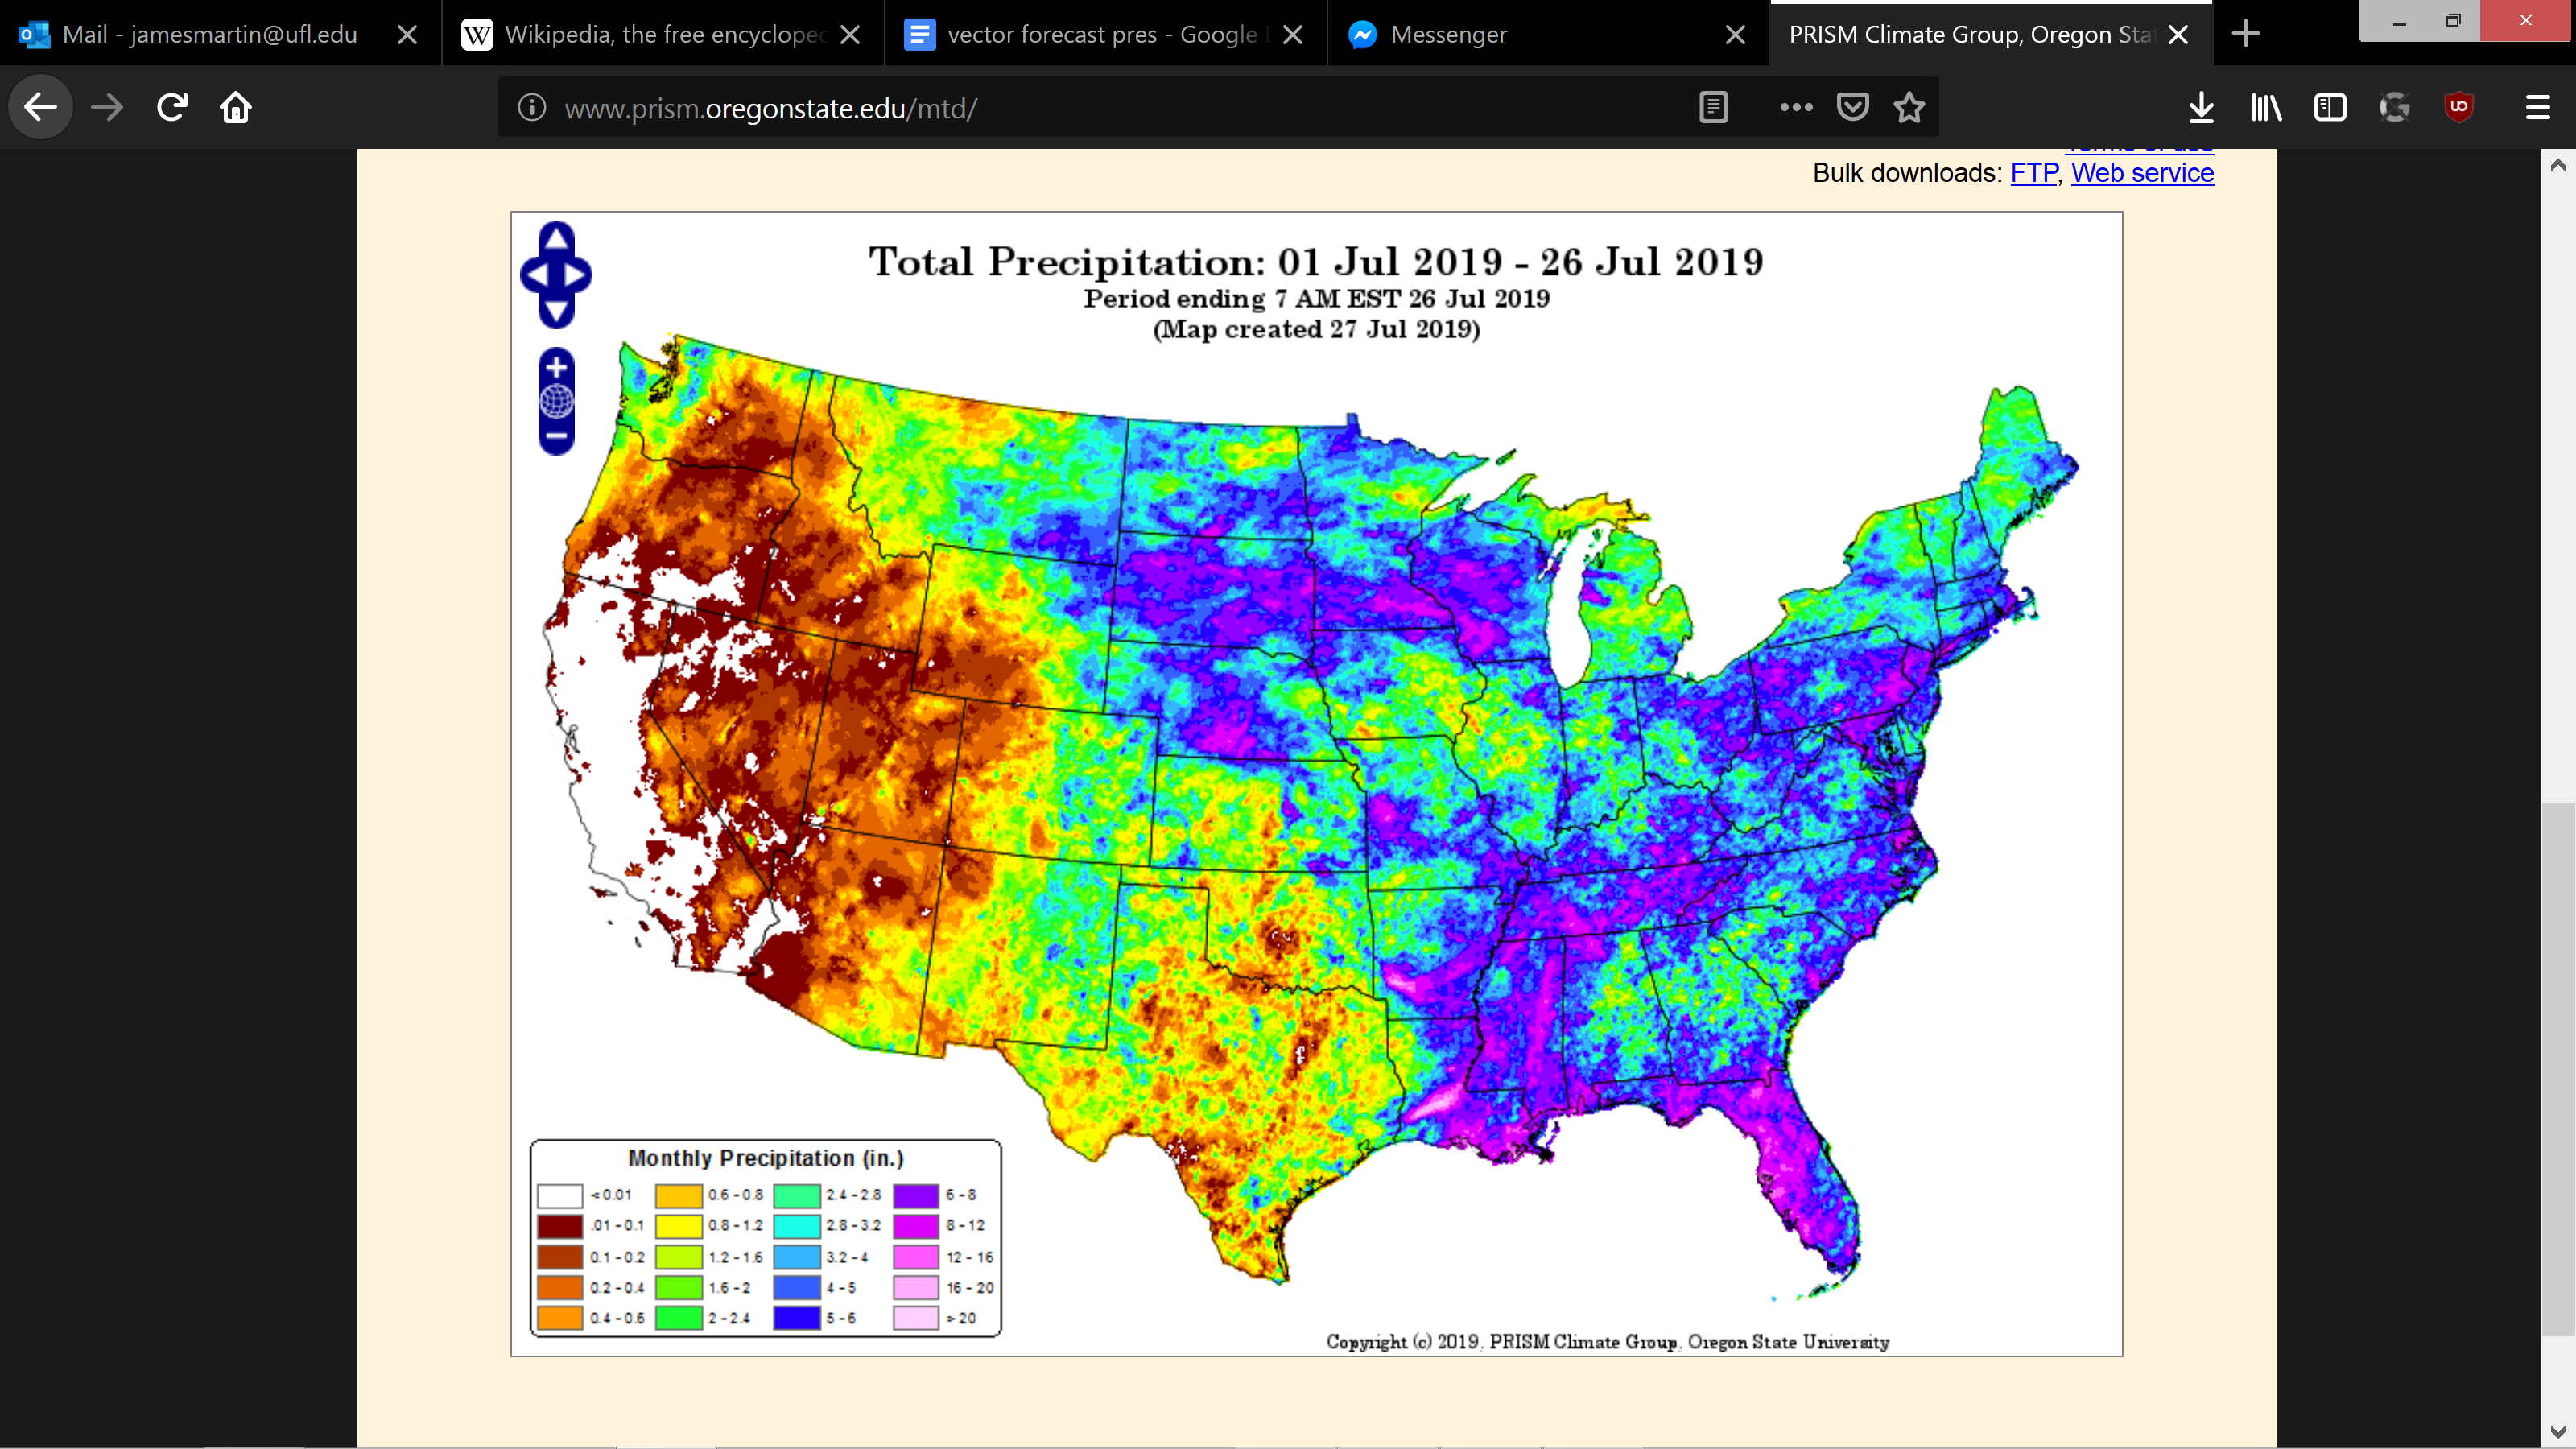 Mail - jamesmartin@ufl.edu
Wikipedia, the free encycloped
vector forecast pres - Google
Messenger
PRISM Climate Group, Oregon Sta
www.prism.oregonstate.edu/mtd/
Terms of use
Bulk downloads: FTP, Web service
Total Precipitation: 01 Jul 2019 - 26 Jul 2019
Period ending 7 AM EST 26 Jul 2019
(Map created 27 Jul 2019)
Monthly Precipitation (in.)
< 0.01 0.6 - 0.8 2.4 - 2.8 6 - 8
.01 - 0.1 0.8 - 1.2 2.8 - 3.2 8 - 12
0.1 - 0.2 1.2 - 1.6 3.2 - 4 12 - 16
0.2 - 0.4 1.6 - 2 4 - 5 16 - 20
0.4 - 0.6 2 - 2.4 5 - 6 > 20
Copyright (c) 2019, PRISM Climate Group, Oregon State University